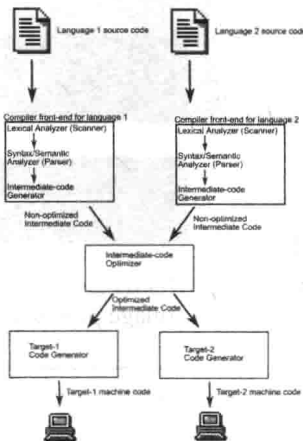 Language 1 source code
Language 2 source code
Compiler front-end for language 1
Lexical Analyzer (Scanner)
Syntax/Semantic
Analyzer (Parser)
Intermediate-code
Generator
Compiler front-end for language 2
Lexical Analyzer (Scanner)
Syntax/Semantic
Analyzer (Parser)
Intermediate-code
Generator
Non-optimized
Intermediate Code
Non-optimized
Intermediate Code
Intermediate-code
Optimizer
Optimized
Intermediate Code
Target-1
Code Generator
Target-2
Code Generator
Target-1 machine code
Target-2 machine code